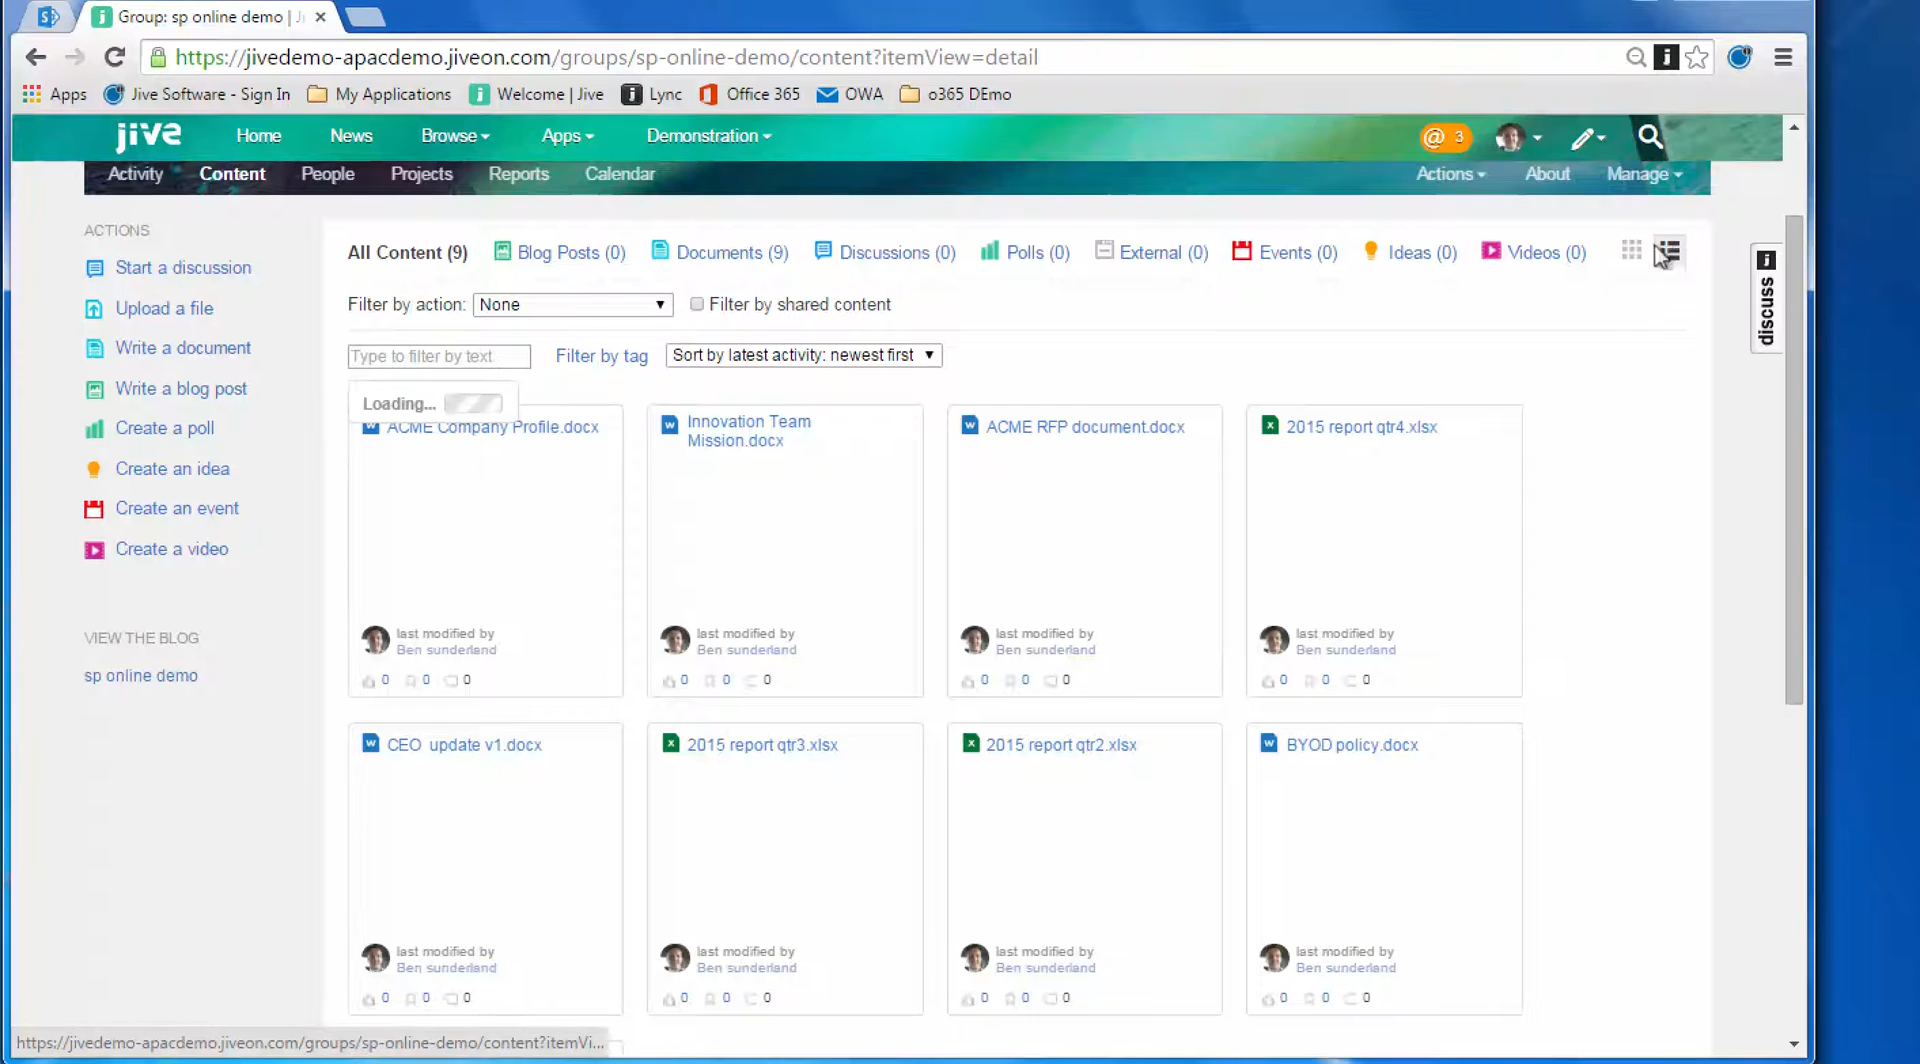 Group: sp online demo |
https://jivedemo-apacdemo.jiveon.com/groups/sp-online-demo/content?itemView=detail
Apps Jive Software - Sign In My Applications Welcome | Jive Lync Office 365 OWA o365 DEmo
jive Home News Browse Apps Demonstration @ 3
Activity Content People Projects Reports Calendar Actions About Manage
ACTIONS
Start a discussion
Upload a file
Write a document
Write a blog post
Create a poll
Create an idea
Create an event
Create a video
VIEW THE BLOG
sp online demo
All Content (9) Blog Posts (0) Documents (9) Discussions (0) Polls (0) External (0) Events (0) Ideas (0) Videos (0)
Filter by action: None Filter by shared content
Type to filter by text Filter by tag Sort by latest activity: newest first
Loading...
ACME Company Profile.docx
last modified by
Ben sunderland
0 0 0
Innovation Team
Mission.docx
last modified by
Ben sunderland
0 0 0
ACME RFP document.docx
last modified by
Ben sunderland
0 0 0
2015 report qtr4.xlsx
last modified by
Ben sunderland
0 0 0
CEO update v1.docx
last modified by
Ben sunderland
0 0 0
2015 report qtr3.xlsx
last modified by
Ben sunderland
0 0 0
2015 report qtr2.xlsx
last modified by
Ben sunderland
0 0 0
BYOD policy.docx
last modified by
Ben sunderland
0 0 0
discuss
https://jivedemo-apacdemo.jiveon.com/groups/sp-online-demo/content?itemVi...